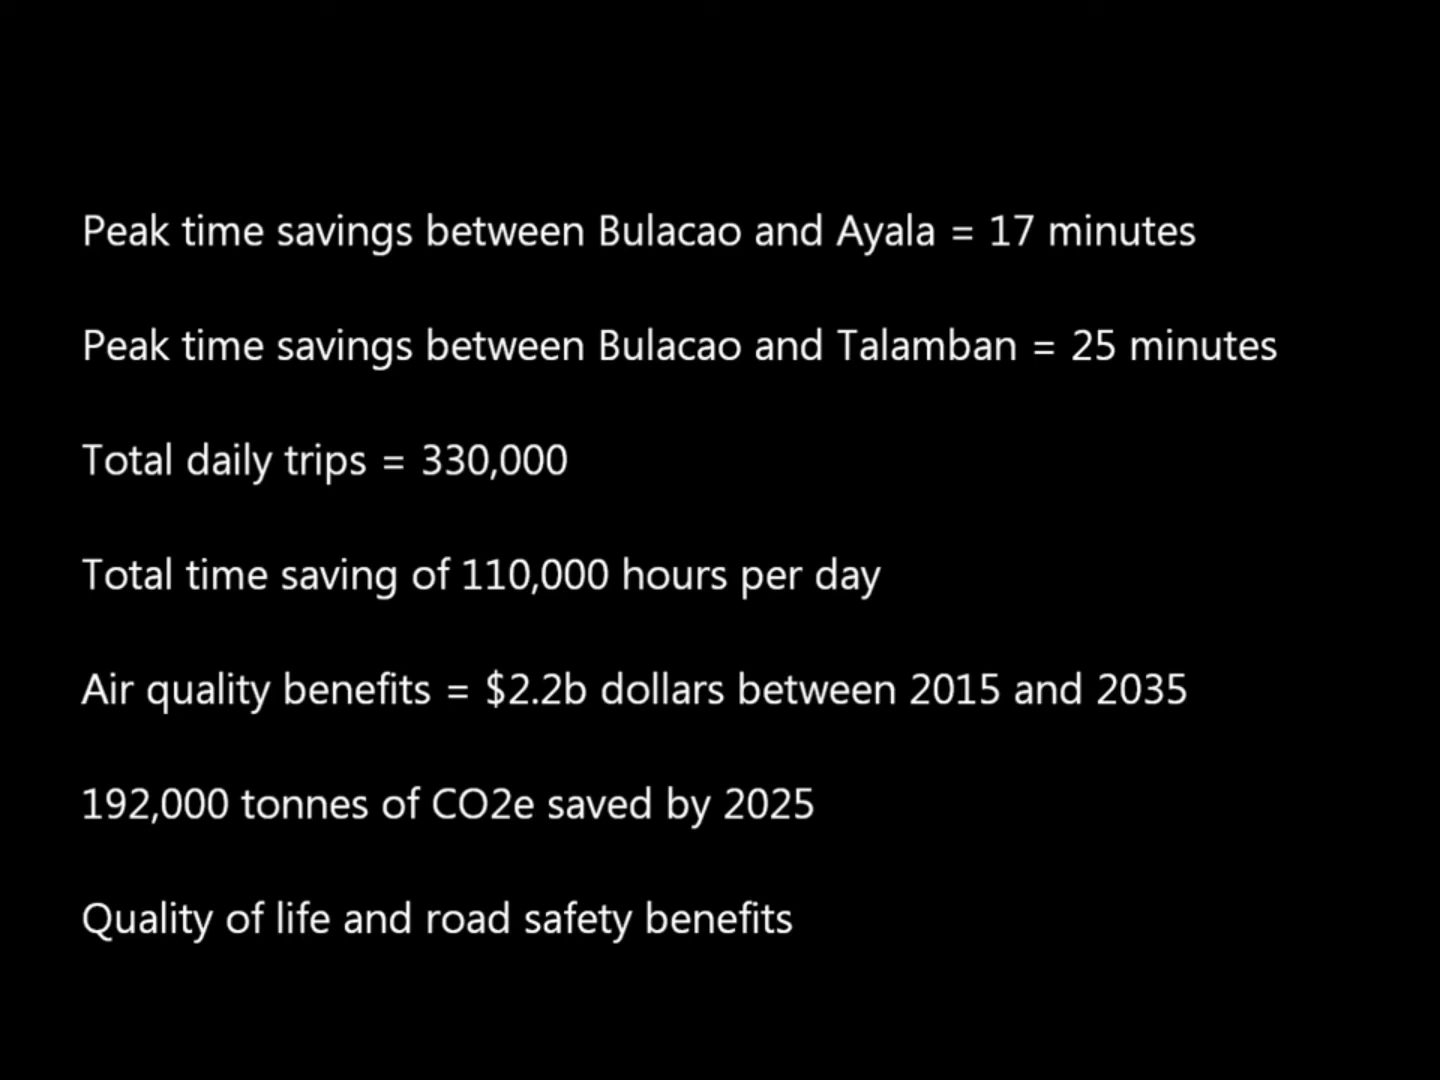 Peak time savings between Bulacao and Ayala = 17 minutes
Peak time savings between Bulacao and Talamban = 25 minutes
Total daily trips = 330,000
Total time saving of 110,000 hours per day
Air quality benefits = $2.2b dollars between 2015 and 2035
192,000 tonnes of CO2e saved by 2025
Quality of life and road safety benefits